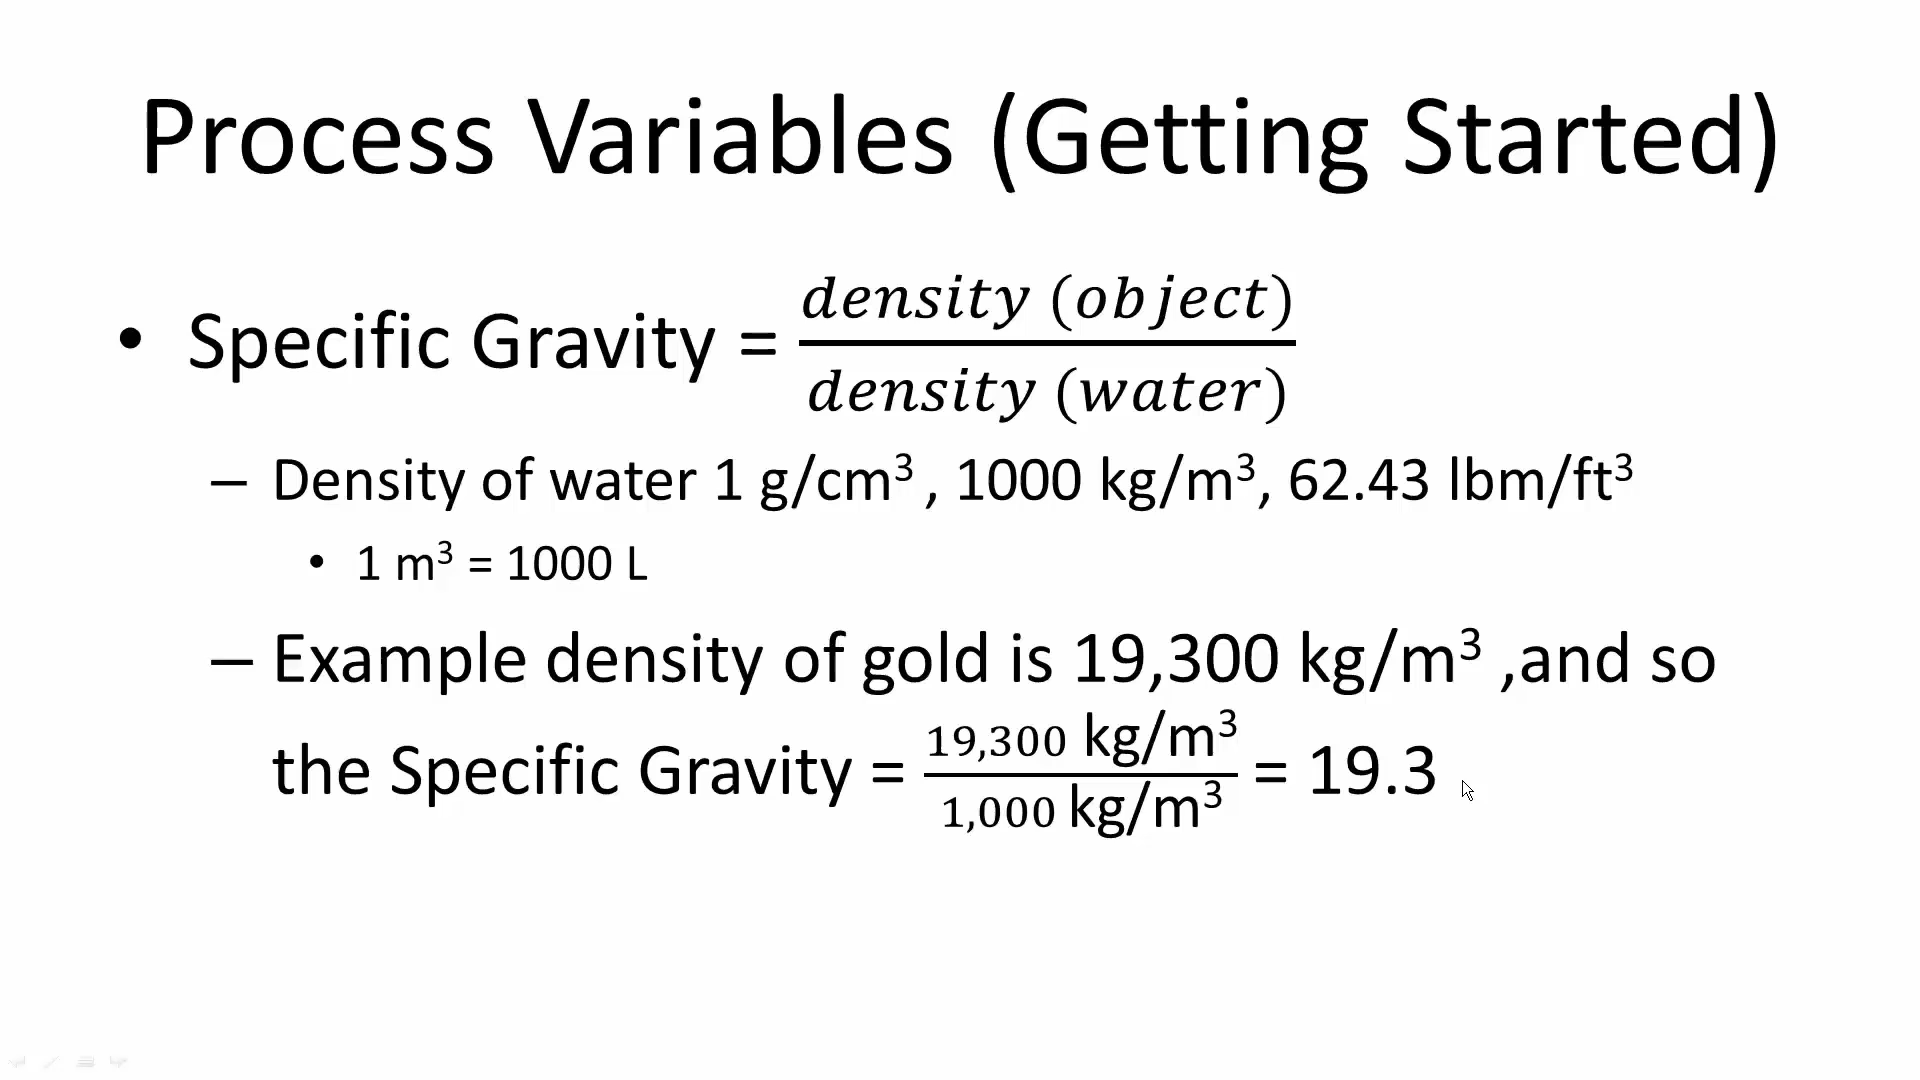 Process Variables (Getting Started)
• Specific Gravity = density (object) / density (water)
– Density of water 1 g/cm³ , 1000 kg/m³, 62.43 lbm/ft³
• 1 m³ = 1000 L
– Example density of gold is 19,300 kg/m³ ,and so
the Specific Gravity = 19,300 kg/m³ / 1,000 kg/m³ = 19.3